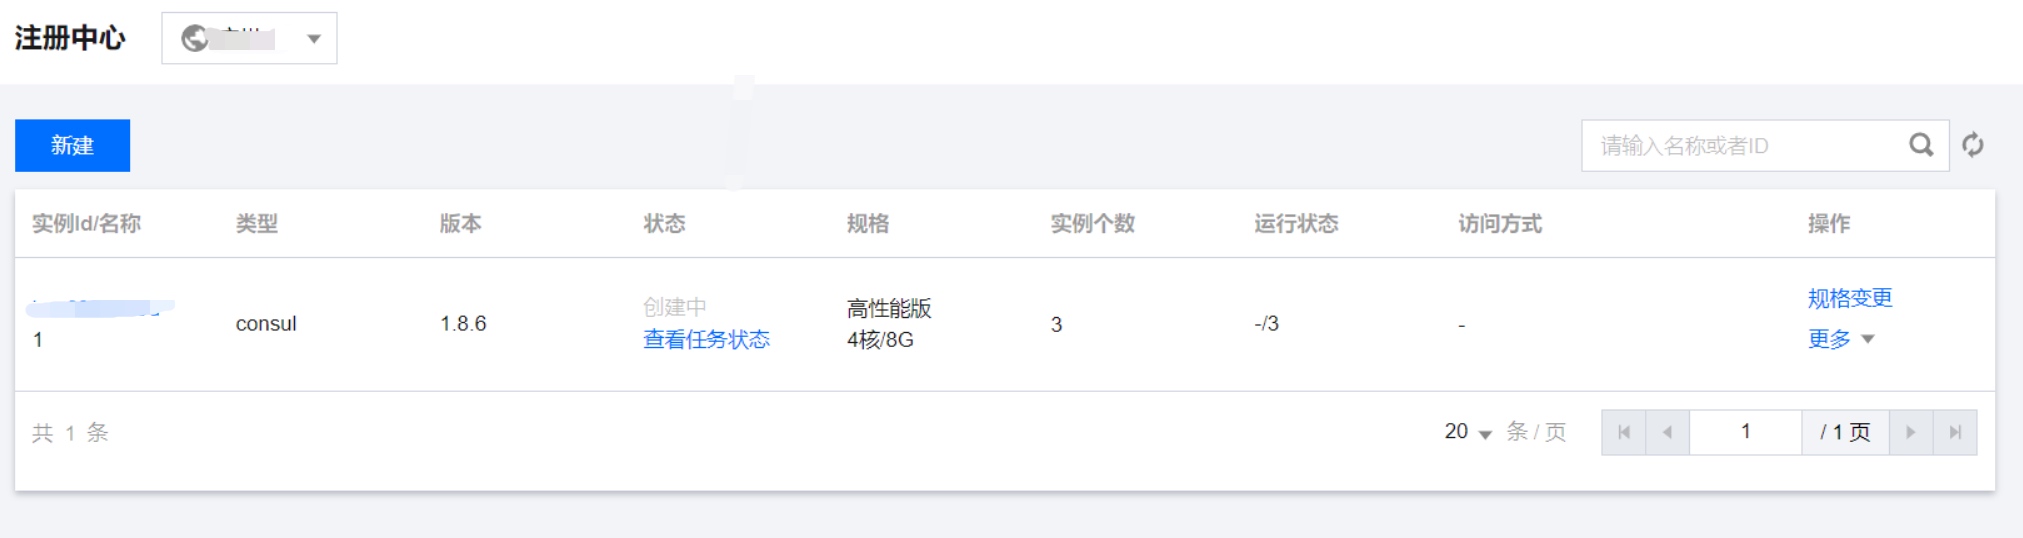 注册中心
新建
请输入名称或者ID
实例Id/名称 类型 版本 状态 规格 实例个数 运行状态 访问方式 操作
1 consul 1.8.6 创建中 高性能版 3 -/3 - 规格变更
查看任务状态 4核/8G 更多
共 1 条 20 条 / 页 1 / 1 页